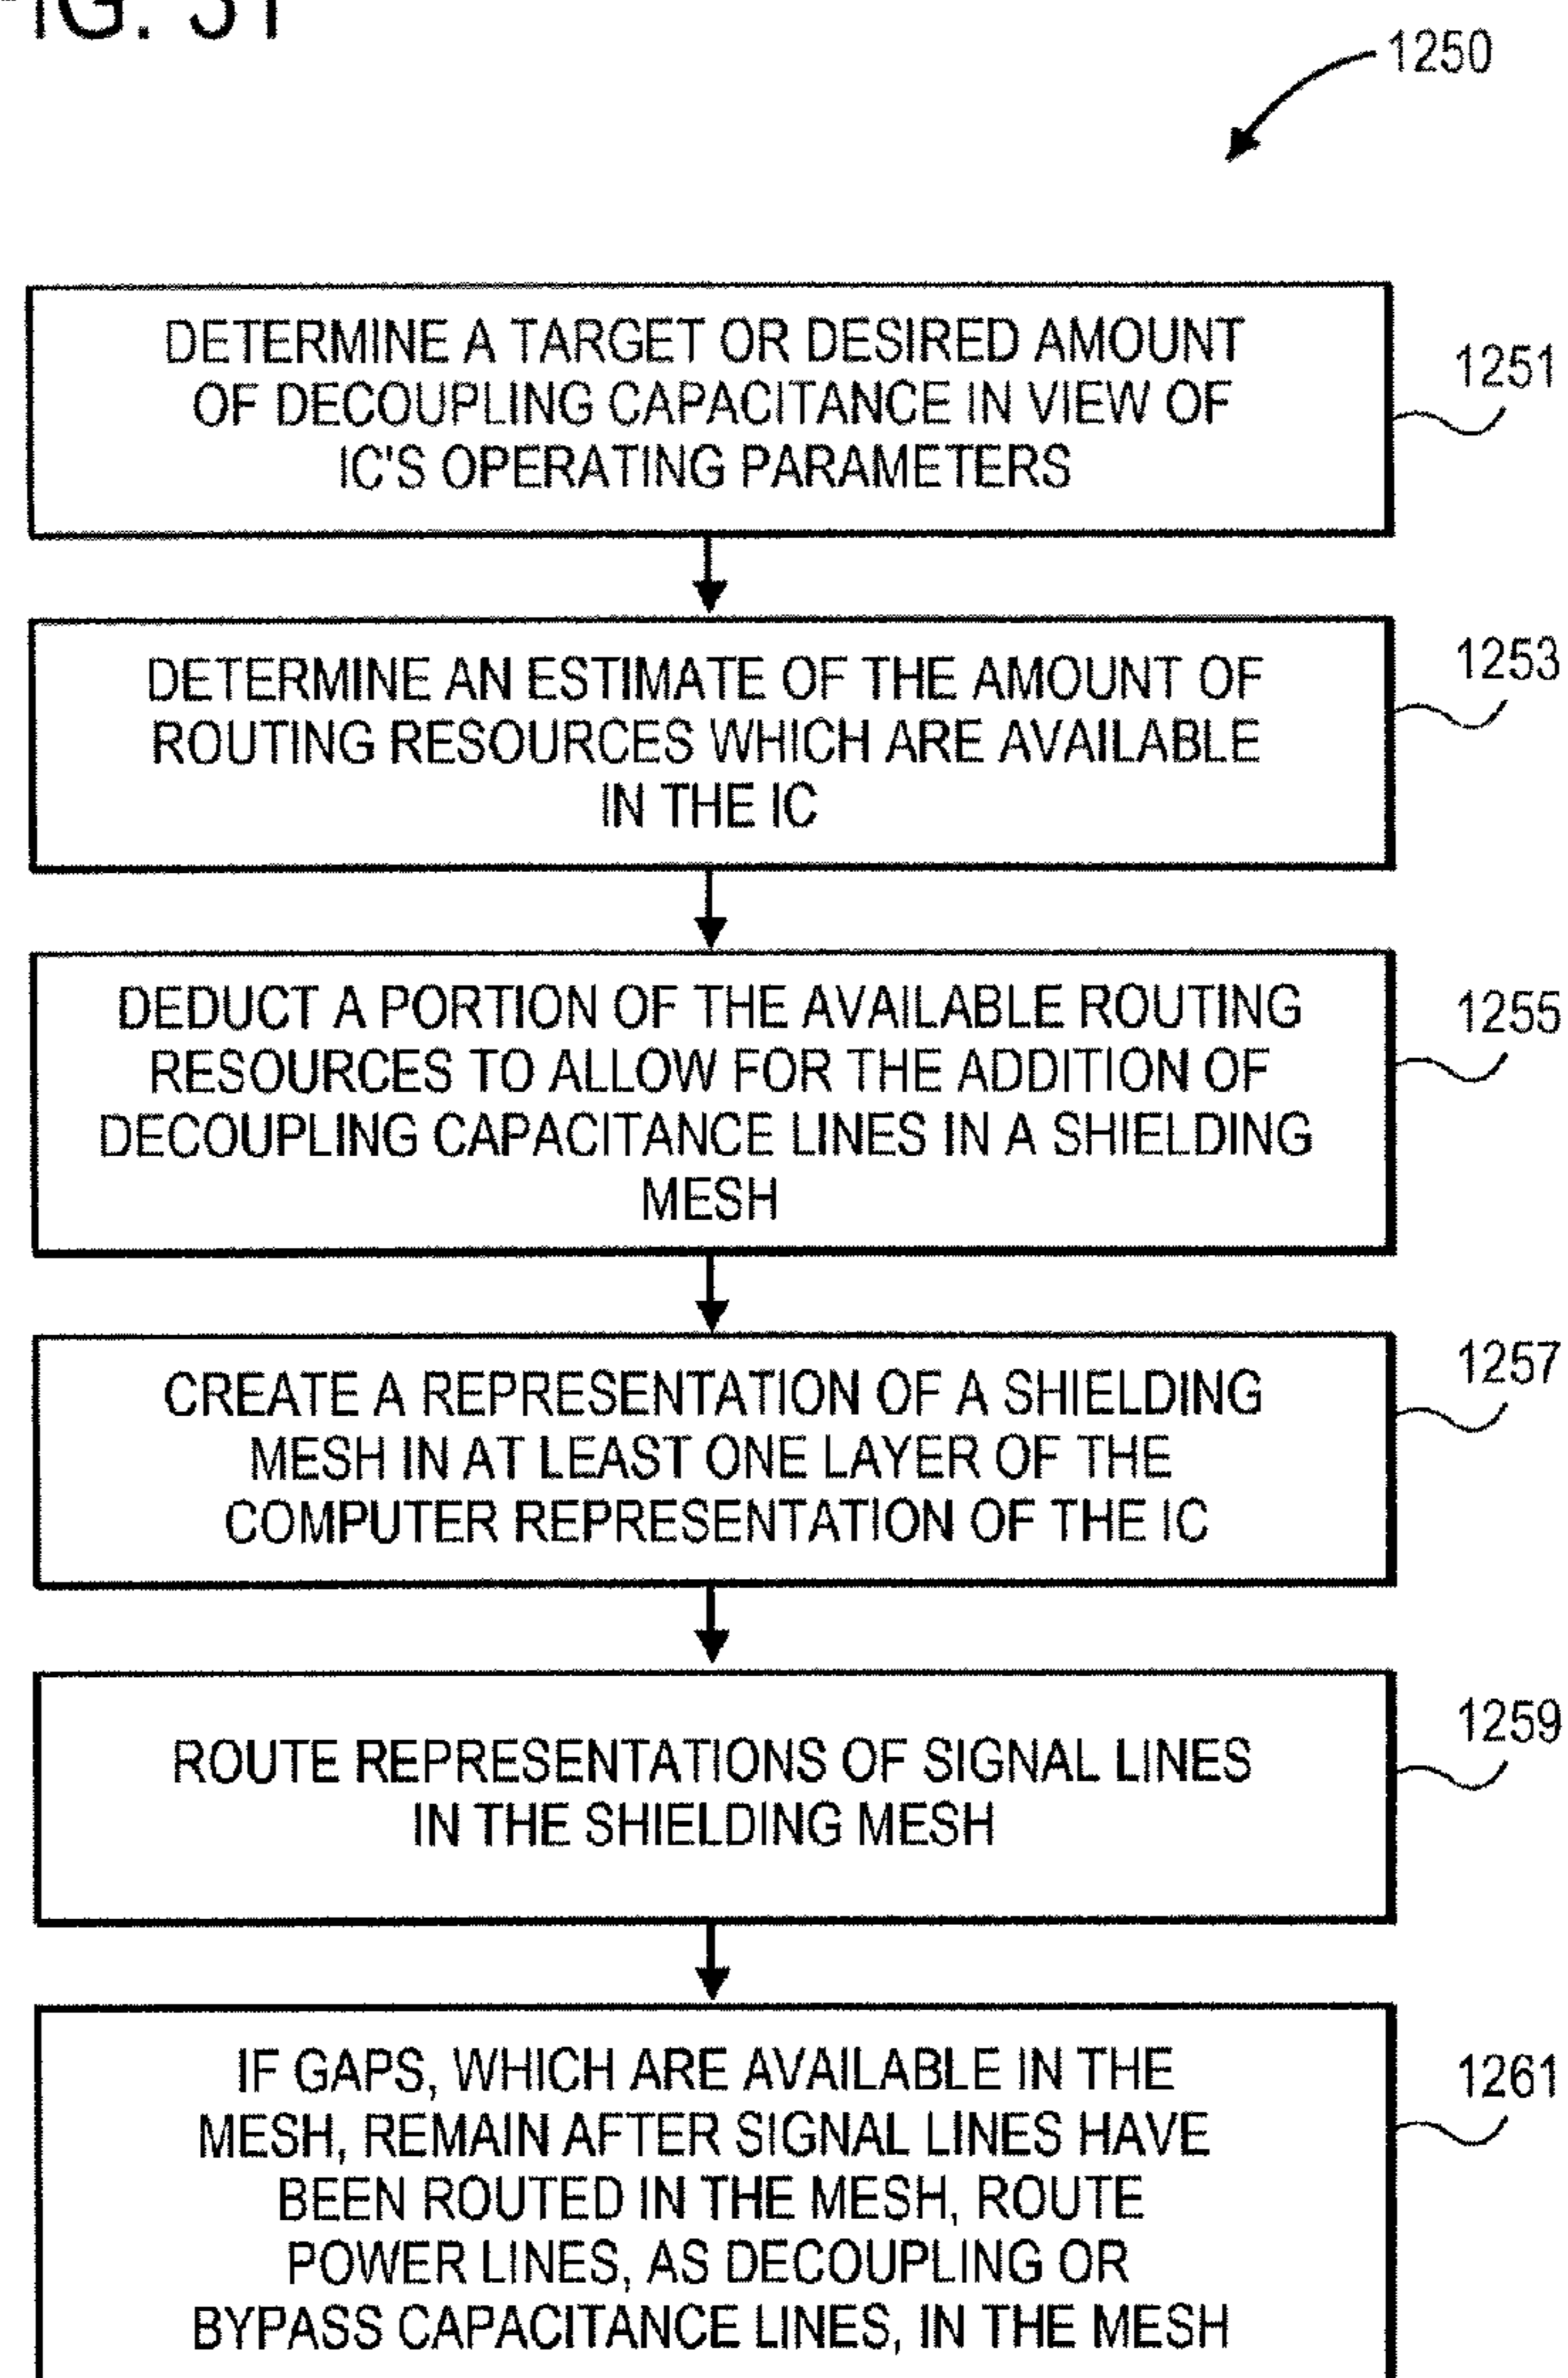 FIG. 31
1250
DETERMINE A TARGET OR DESIRED AMOUNT
OF DECOUPLING CAPACITANCE IN VIEW OF
IC'S OPERATING PARAMETERS
1251
DETERMINE AN ESTIMATE OF THE AMOUNT OF
ROUTING RESOURCES WHICH ARE AVAILABLE
IN THE IC
1253
DEDUCT A PORTION OF THE AVAILABLE ROUTING
RESOURCES TO ALLOW FOR THE ADDITION OF
DECOUPLING CAPACITANCE LINES IN A SHIELDING
MESH
1255
CREATE A REPRESENTATION OF A SHIELDING
MESH IN AT LEAST ONE LAYER OF THE
COMPUTER REPRESENTATION OF THE IC
1257
ROUTE REPRESENTATIONS OF SIGNAL LINES
IN THE SHIELDING MESH
1259
IF GAPS, WHICH ARE AVAILABLE IN THE
MESH, REMAIN AFTER SIGNAL LINES HAVE
BEEN ROUTED IN THE MESH, ROUTE
POWER LINES, AS DECOUPLING OR
BYPASS CAPACITANCE LINES, IN THE MESH
1261